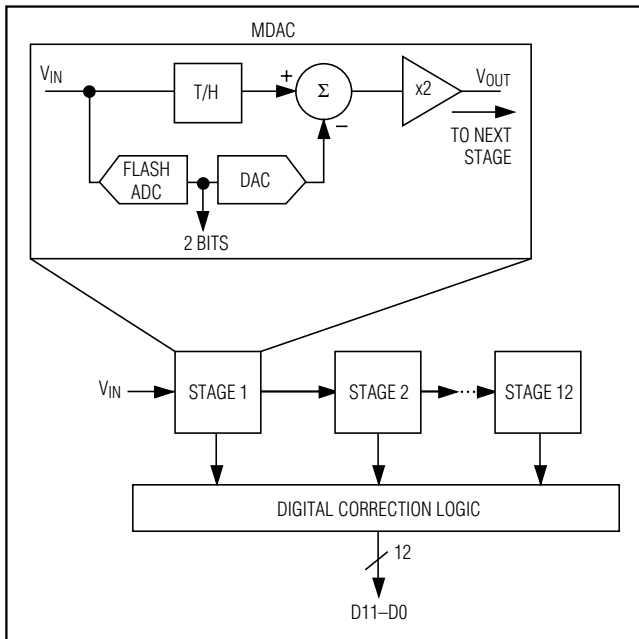 MDAC
VIN
T/H
+
Σ
−
x2
VOUT
TO NEXT
STAGE
FLASH
ADC
DAC
2 BITS
VIN
STAGE 1
STAGE 2
...
STAGE 12
DIGITAL CORRECTION LOGIC
12
D11–D0